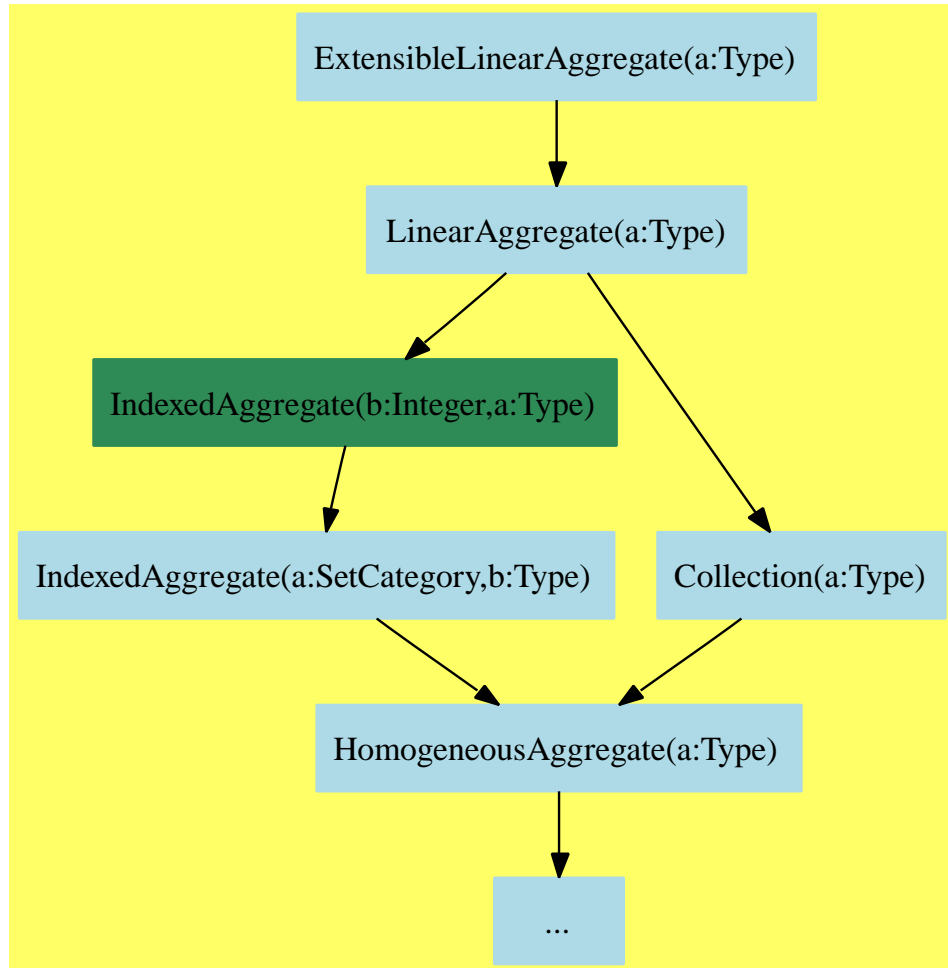 ExtensibleLinearAggregate(a:Type)
LinearAggregate(a:Type)
IndexedAggregate(b:Integer,a:Type)
IndexedAggregate(a:SetCategory,b:Type)
Collection(a:Type)
HomogeneousAggregate(a:Type)
...